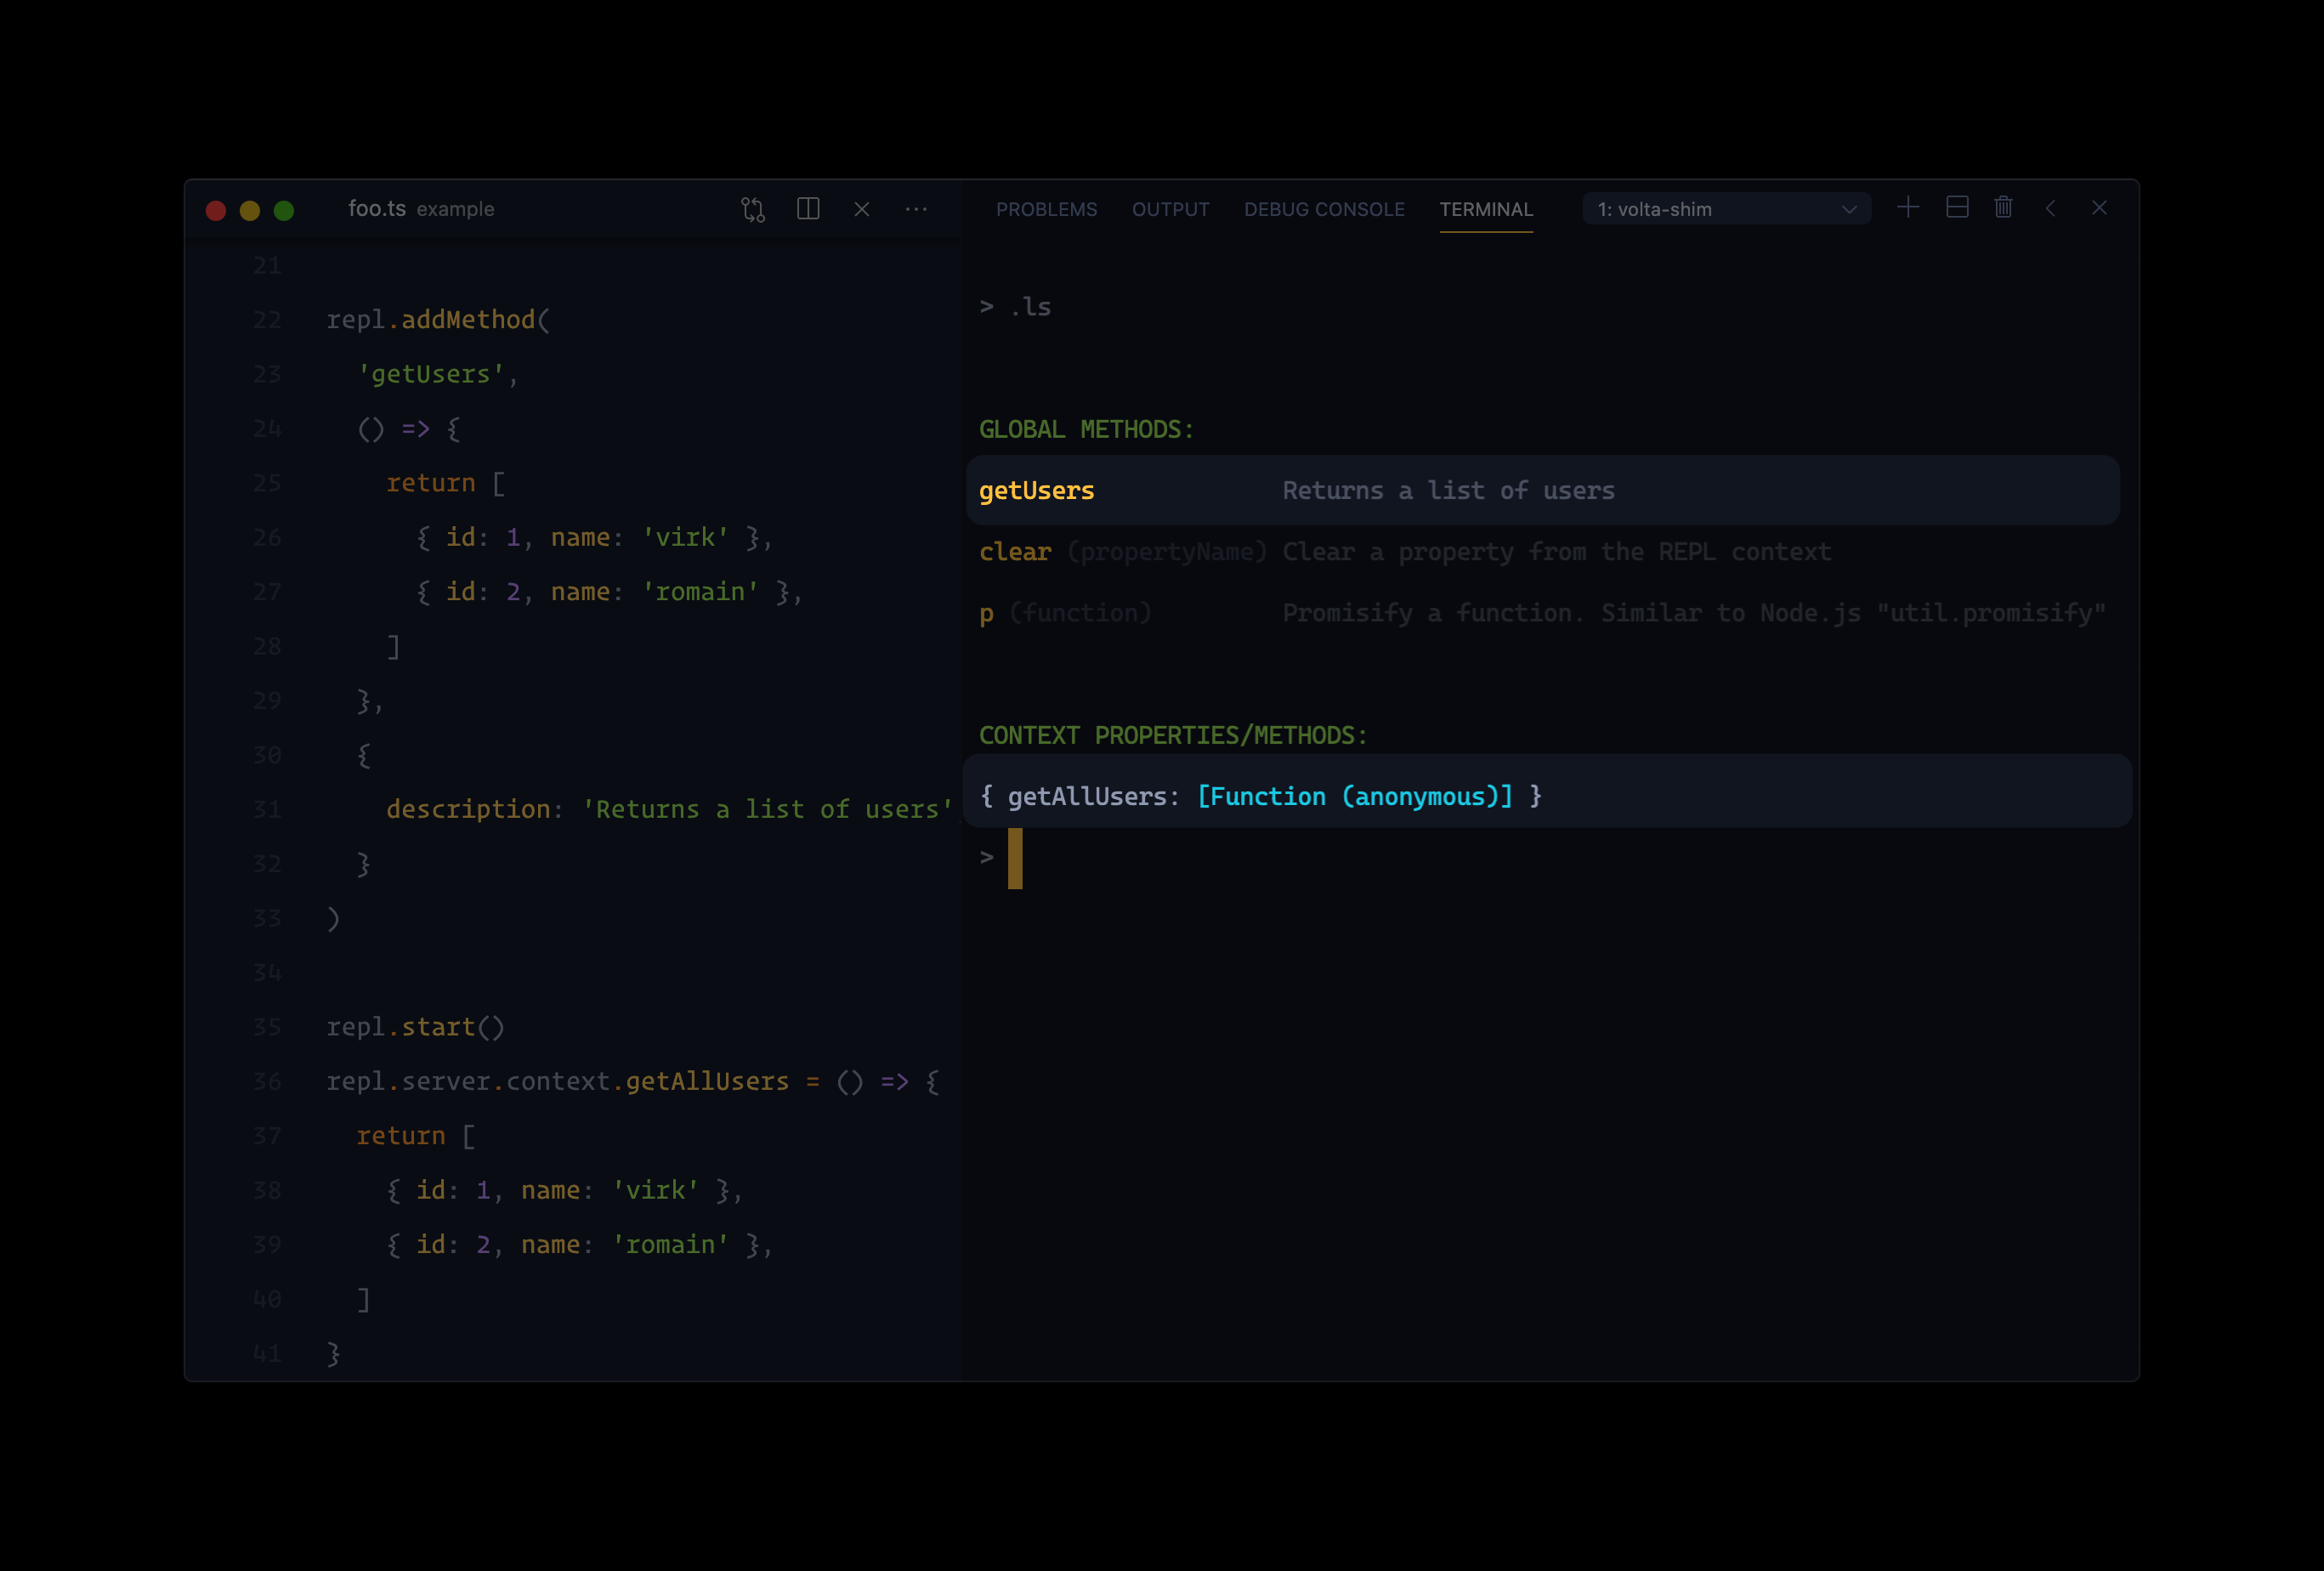 foo.ts example
21
22 repl.addMethod(
23 'getUsers',
24 () => {
25 return [
26 { id: 1, name: 'virk' },
27 { id: 2, name: 'romain' },
28 ]
29 },
30 {
31 description: 'Returns a list of users'
32 }
33 )
34
35 repl.start()
36 repl.server.context.getAllUsers = () => {
37 return [
38 { id: 1, name: 'virk' },
39 { id: 2, name: 'romain' },
40 ]
41 }
PROBLEMS OUTPUT DEBUG CONSOLE TERMINAL 1: volta-shim
> .ls
GLOBAL METHODS:
getUsers Returns a list of users
clear (propertyName) Clear a property from the REPL context
p (function) Promisify a function. Similar to Node.js "util.promisify"
CONTEXT PROPERTIES/METHODS:
{ getAllUsers: [Function (anonymous)] }
>